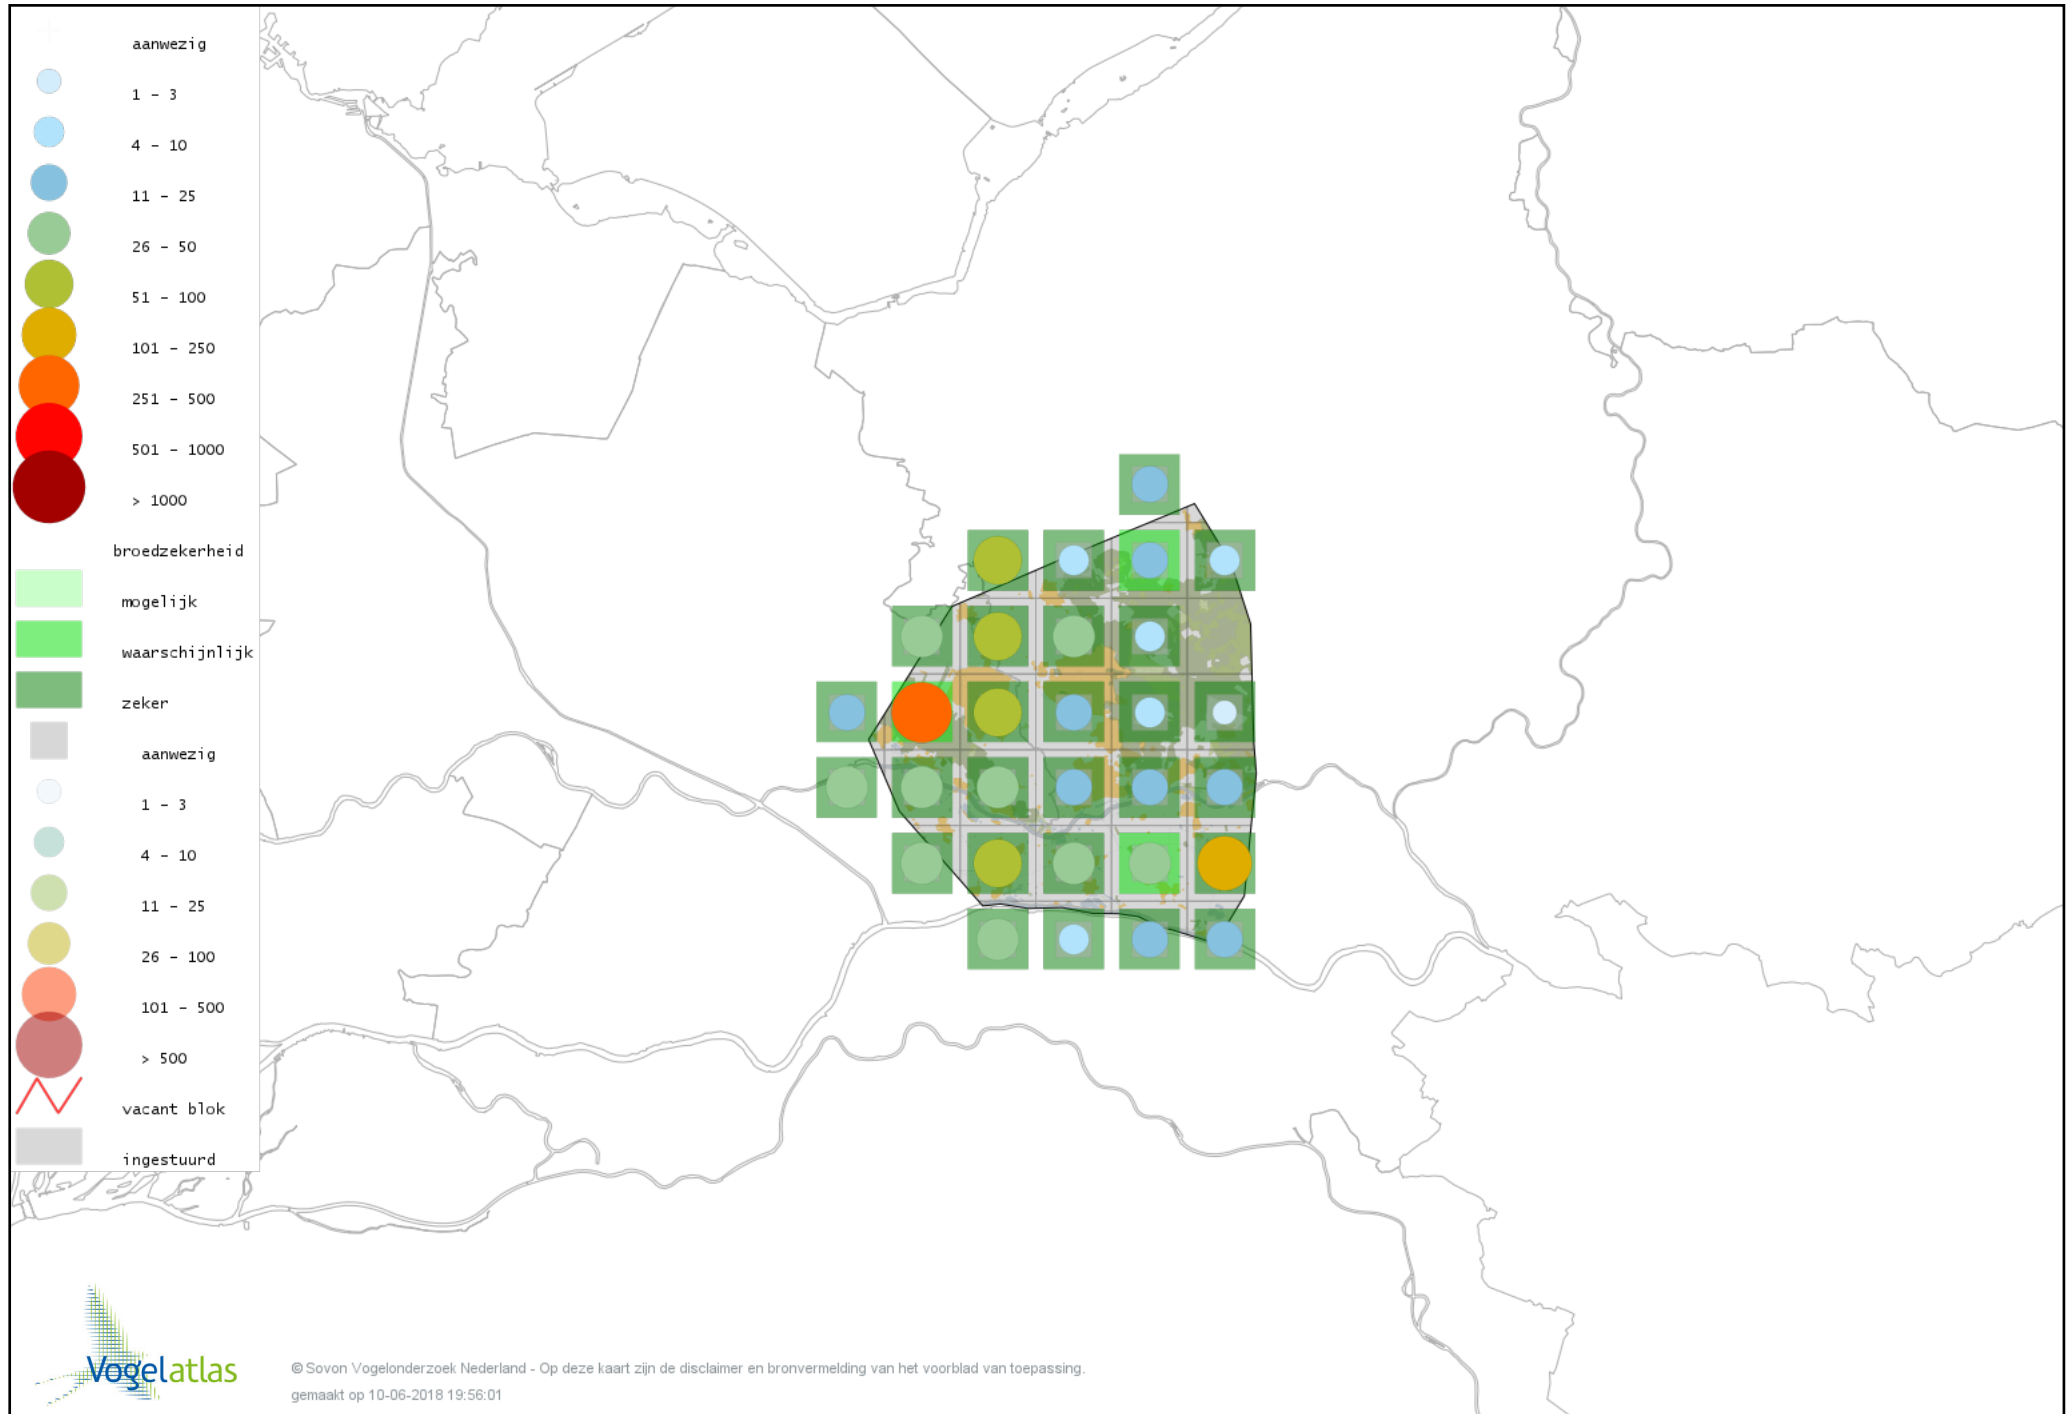 aanwezig
1 - 3
4 - 10
11 - 25
26 - 50
51 - 100
101 - 250
251 - 500
501 - 1000
> 1000
broedzekerheid
mogelijk
waarschijnlijk
zeker
aanwezig
1 - 3
4 - 10
11 - 25
26 - 100
101 - 500
> 500
vacant blok
ingestuurd
Vogelatlas
© Sovon Vogelonderzoek Nederland - Op deze kaart zijn de disclaimer en bronvermelding van het voorblad van toepassing.
gemaakt op 10-06-2018 19:56:01